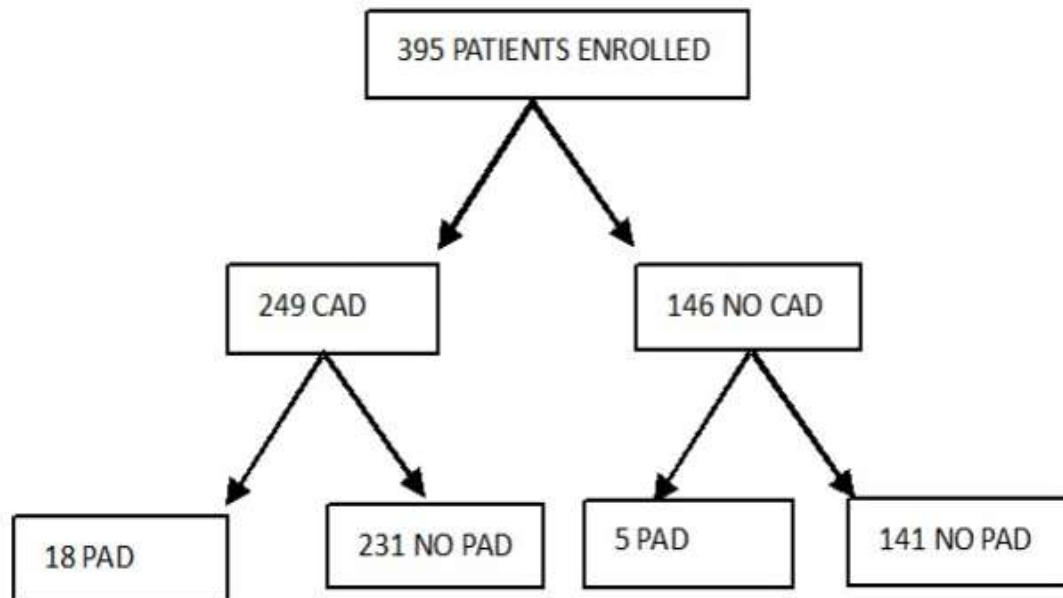 395 PATIENTS ENROLLED
249 CAD
146 NO CAD
18 PAD
231 NO PAD
5 PAD
141 NO PAD